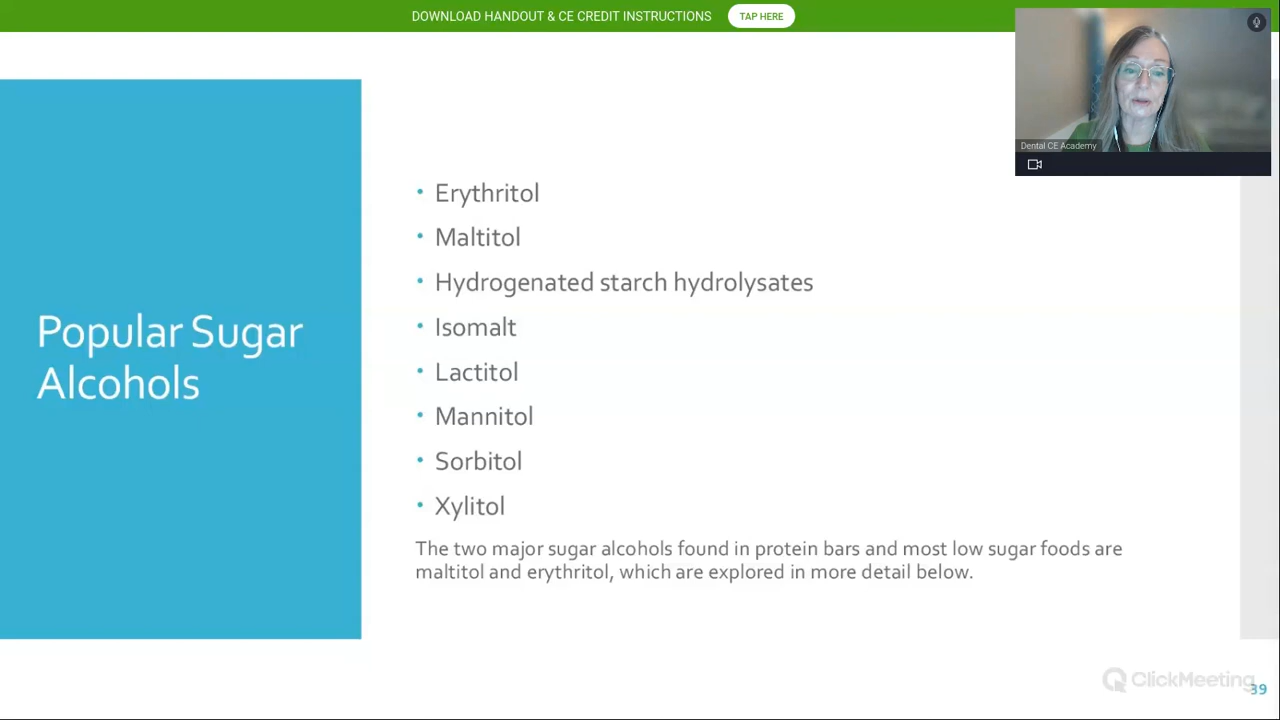 DOWNLOAD HANDOUT & CE CREDIT INSTRUCTIONS TAP HERE
Dental CE Academy
Popular Sugar
Alcohols
• Erythritol
• Maltitol
• Hydrogenated starch hydrolysates
• Isomalt
• Lactitol
• Mannitol
• Sorbitol
• Xylitol
The two major sugar alcohols found in protein bars and most low sugar foods are
maltitol and erythritol, which are explored in more detail below.
ClickMeeting
39